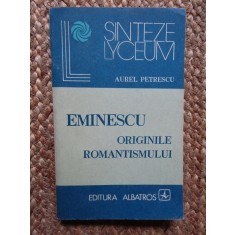 SINTEZE
LYCEUM
AUREL PETRESCU
EMINESCU
ORIGINILE
ROMANTISMULUI
EDITURA ALBATROS